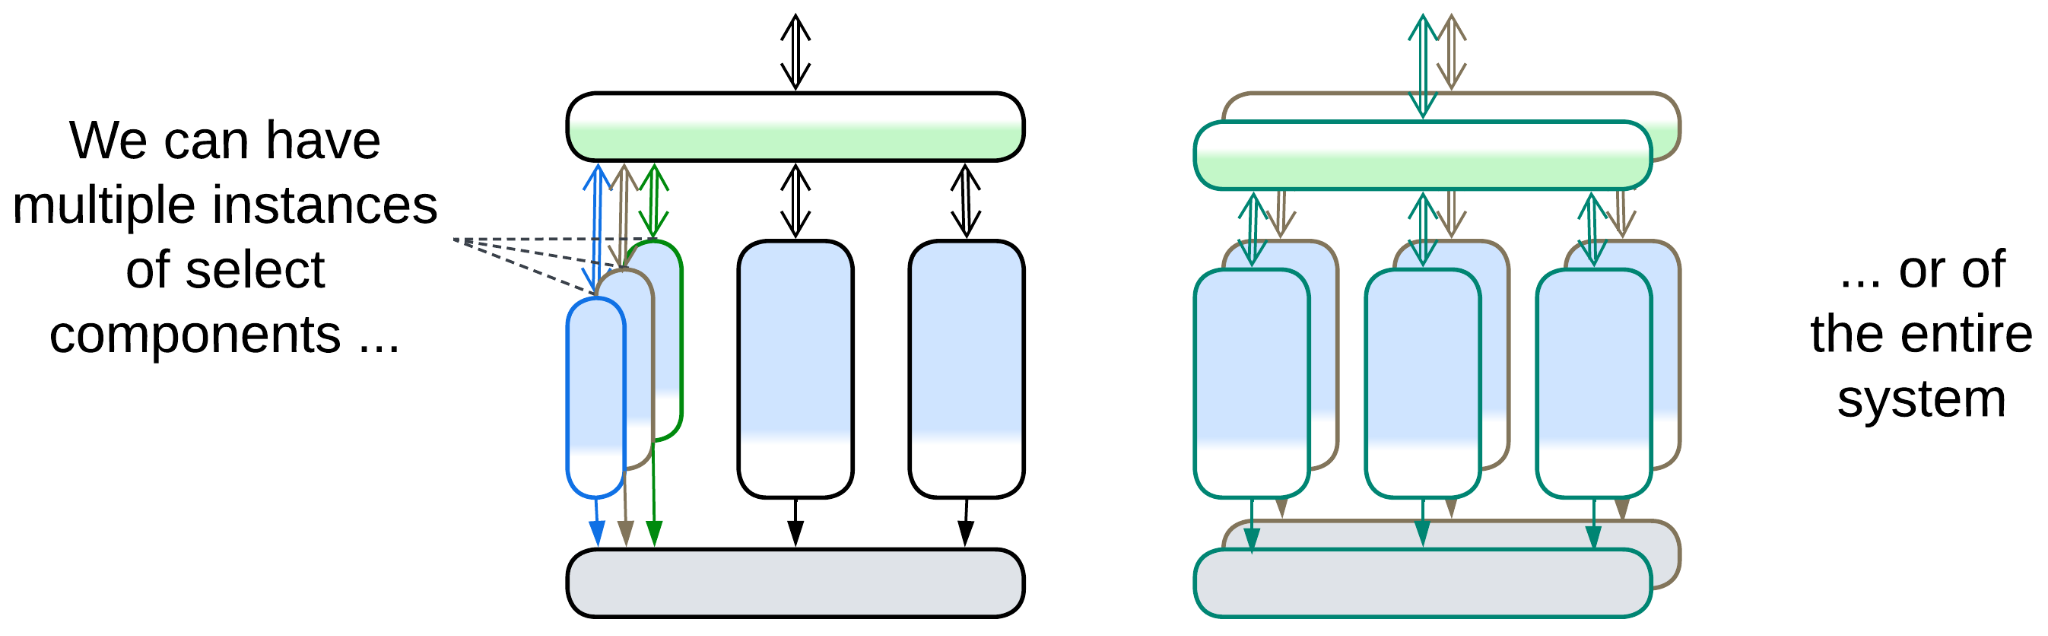 We can have
multiple instances
of select
components ...
... or of
the entire
system